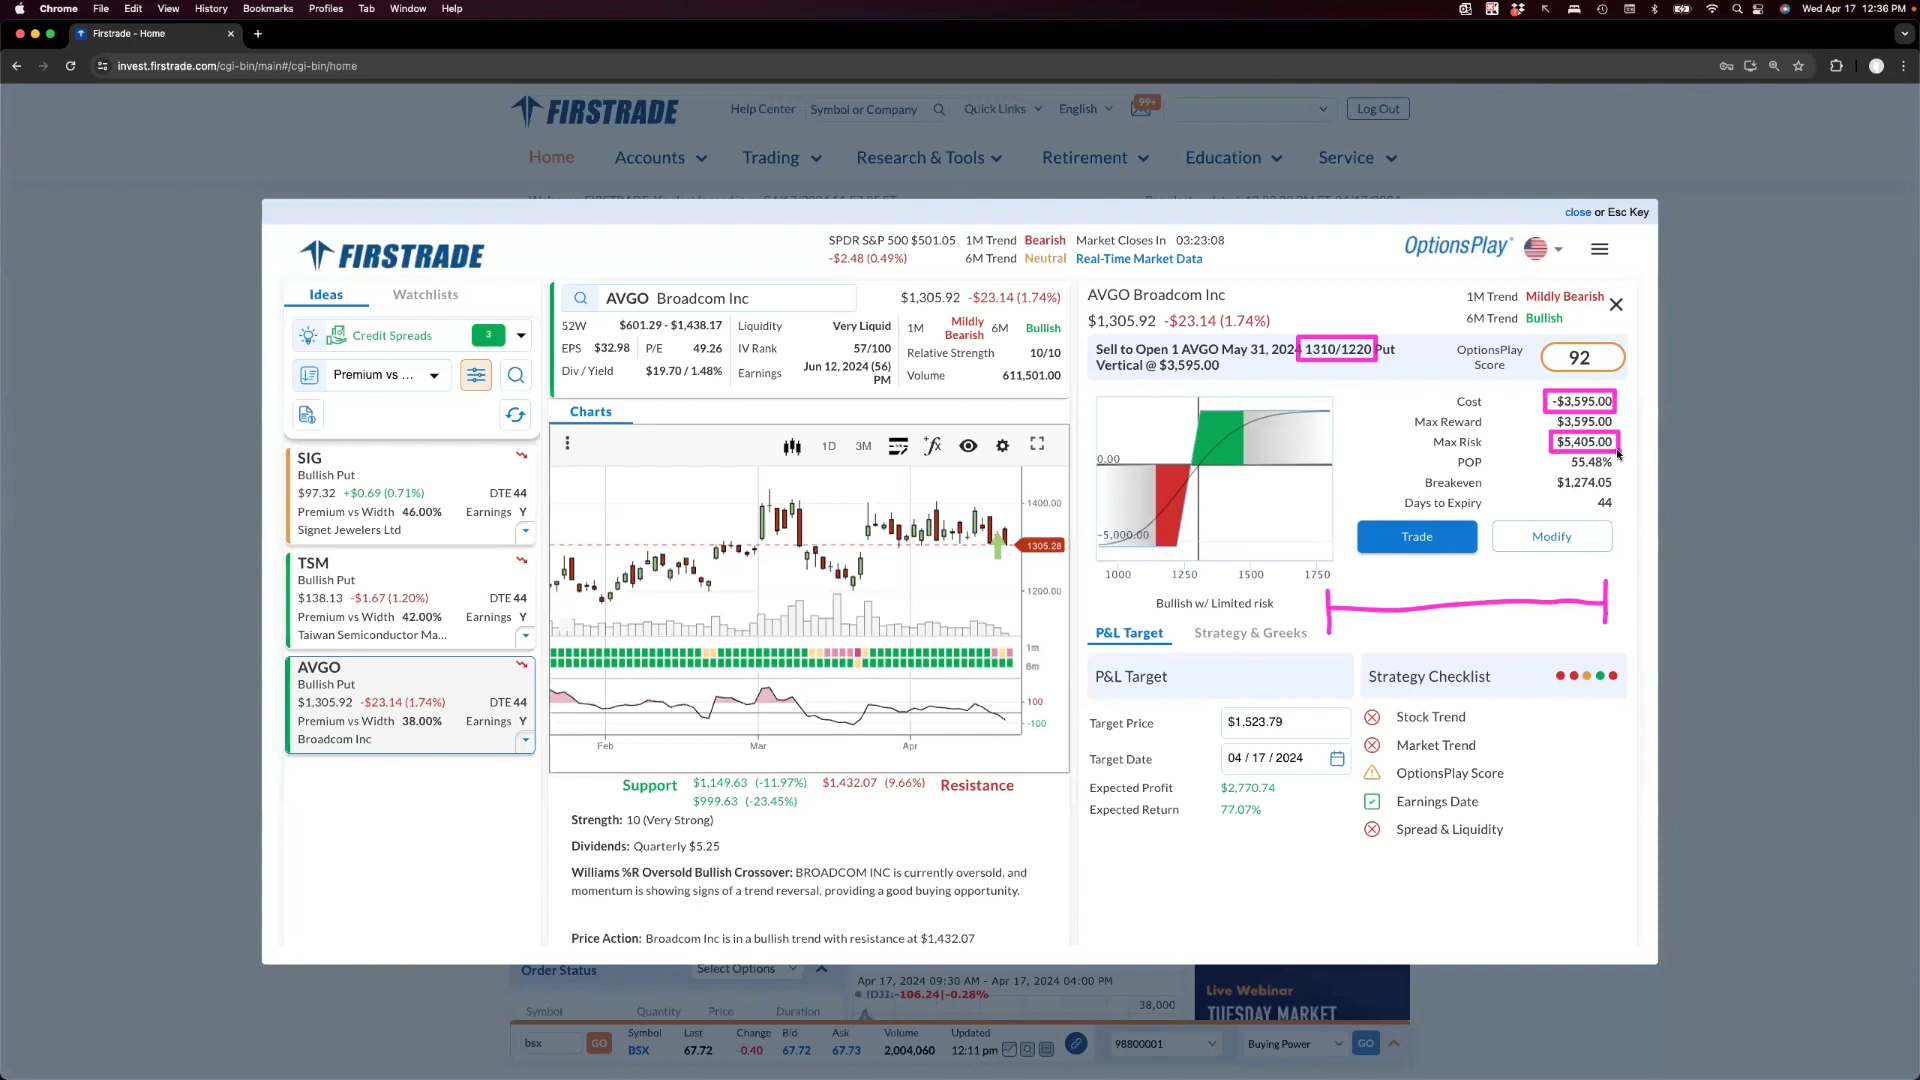 Chrome File Edit View History Bookmarks Profiles Tab Window Help Wed Apr 17 12:36 PM
Firstrade - Home
invest.firstrade.com/cgi-bin/main#/cgi-bin/home
FIRSTRADE Help Center Symbol or Company Quick Links English 99+ Log Out
Home Accounts Trading Research & Tools Retirement Education Service
close or Esc Key
FIRSTRADE
SPDR S&P 500 $501.05 1M Trend Bearish Market Closes In 03:23:08
-$2.48 (0.49%) 6M Trend Neutral Real-Time Market Data
OptionsPlay
Ideas Watchlists
Credit Spreads 3
Premium vs ...
SIG
Bullish Put
$97.32 +$0.69 (0.71%) DTE 44
Premium vs Width 46.00% Earnings Y
Signet Jewelers Ltd
TSM
Bullish Put
$138.13 -$1.67 (1.20%) DTE 44
Premium vs Width 42.00% Earnings Y
Taiwan Semiconductor Ma...
AVGO
Bullish Put
$1,305.92 -$23.14 (1.74%) DTE 44
Premium vs Width 38.00% Earnings Y
Broadcom Inc
AVGO Broadcom Inc $1,305.92 -$23.14 (1.74%)
52W $601.29 - $1,438.17 Liquidity Very Liquid 1M Mildly Bearish 6M Bullish
EPS $32.98 P/E 49.26 IV Rank 57/100 Relative Strength 10/10
Div / Yield $19.70 / 1.48% Earnings Jun 12, 2024 (56) PM Volume 611,501.00
Charts
1D 3M
1400.00
1305.28
1200.00
1m
6m
100
-100
Feb Mar Apr
Support $1,149.63 (-11.97%) $1,432.07 (9.66%) Resistance
$999.63 (-23.45%)
Strength: 10 (Very Strong)
Dividends: Quarterly $5.25
Williams %R Oversold Bullish Crossover: BROADCOM INC is currently oversold, and
momentum is showing signs of a trend reversal, providing a good buying opportunity.
Price Action: Broadcom Inc is in a bullish trend with resistance at $1,432.07
AVGO Broadcom Inc 1M Trend Mildly Bearish
$1,305.92 -$23.14 (1.74%) 6M Trend Bullish
Sell to Open 1 AVGO May 31, 2024 1310/1220 Put
Vertical @ $3,595.00
OptionsPlay
Score
92
0.00
-5,000.00
1000 1250 1500 1750
Bullish w/ Limited risk
Cost -$3,595.00
Max Reward $3,595.00
Max Risk $5,405.00
POP 55.48%
Breakeven $1,274.05
Days to Expiry 44
Trade Modify
P&L Target Strategy & Greeks
P&L Target
Target Price $1,523.79
Target Date 04 / 17 / 2024
Expected Profit $2,770.74
Expected Return 77.07%
Strategy Checklist
Stock Trend
Market Trend
OptionsPlay Score
Earnings Date
Spread & Liquidity
Order Status Select Options
Symbol Quantity Price Duration
Apr 17, 2024 09:30 AM - Apr 17, 2024 04:00 PM
!DJI:-106.24|-0.28%
38,000
Live Webinar
TUESDAY MARKET
bsx GO
Symbol Last Change Bid Ask Volume Updated
BSX 67.72 -0.40 67.72 67.73 2,004,060 12:11 pm
98800001 Buying Power GO